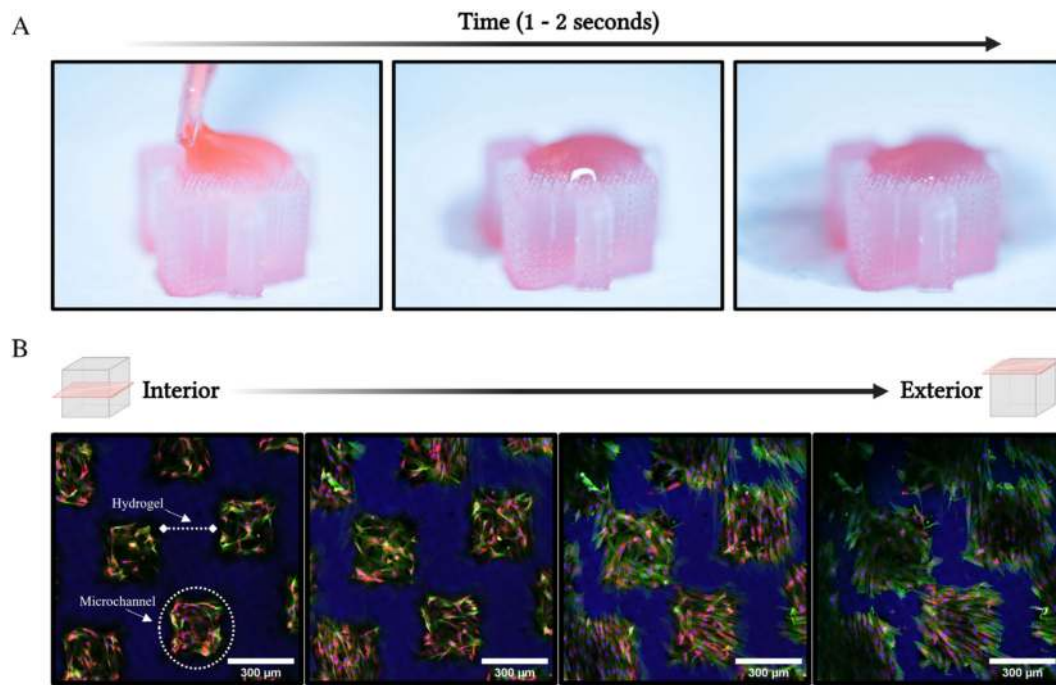 A
Time (1 - 2 seconds)
B
Interior
Exterior
Hydrogel
Microchannel
300 µm
300 µm
300 µm
300 µm